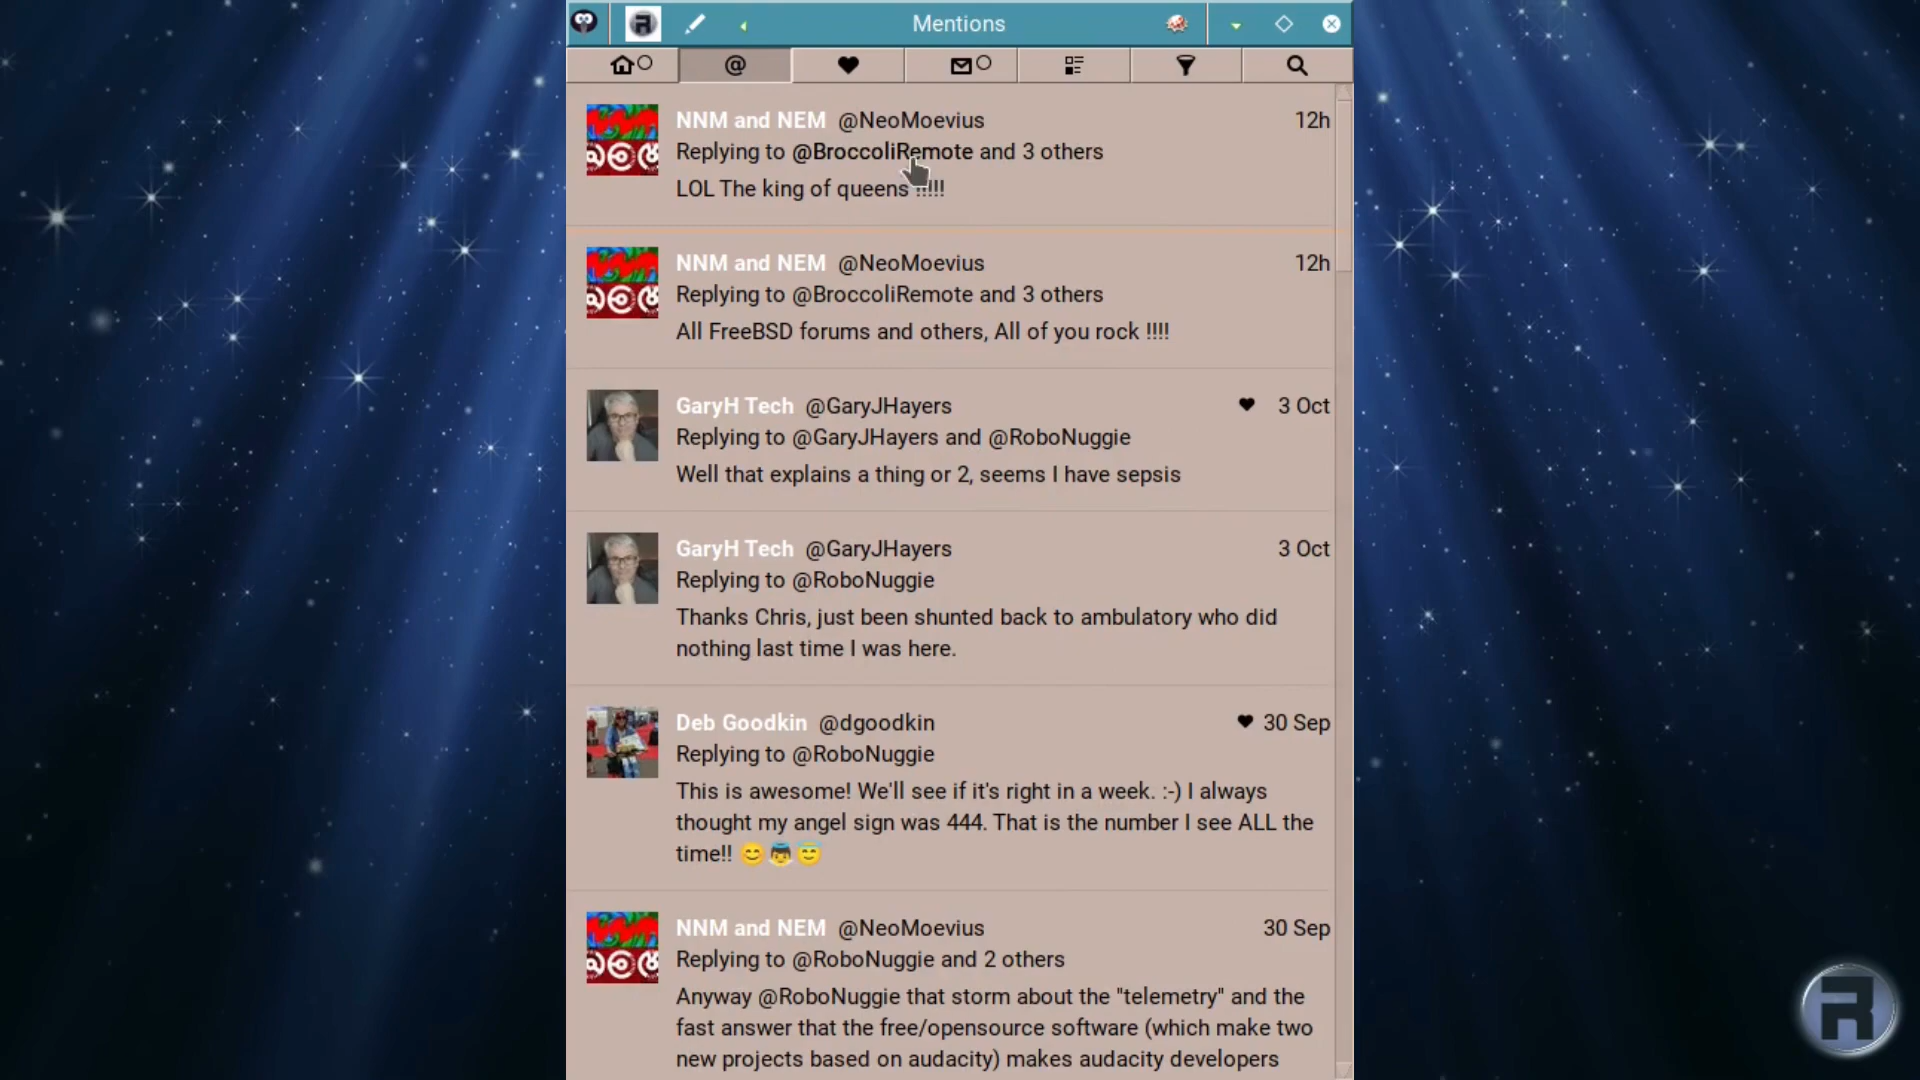 Mentions
@
NNM and NEM @NeoMoevius 12h
Replying to @BroccoliRemote and 3 others
LOL The king of queens !!!!!
NNM and NEM @NeoMoevius 12h
Replying to @BroccoliRemote and 3 others
All FreeBSD forums and others, All of you rock !!!!
GaryH Tech @GaryJHayers 3 Oct
Replying to @GaryJHayers and @RoboNuggie
Well that explains a thing or 2, seems I have sepsis
GaryH Tech @GaryJHayers 3 Oct
Replying to @RoboNuggie
Thanks Chris, just been shunted back to ambulatory who did
nothing last time I was here.
Deb Goodkin @dgoodkin 30 Sep
Replying to @RoboNuggie
This is awesome! We'll see if it's right in a week. :-) I always
thought my angel sign was 444. That is the number I see ALL the
time!! 😊👼😇
NNM and NEM @NeoMoevius 30 Sep
Replying to @RoboNuggie and 2 others
Anyway @RoboNuggie that storm about the "telemetry" and the
fast answer that the free/opensource software (which make two
new projects based on audacity) makes audacity developers
R